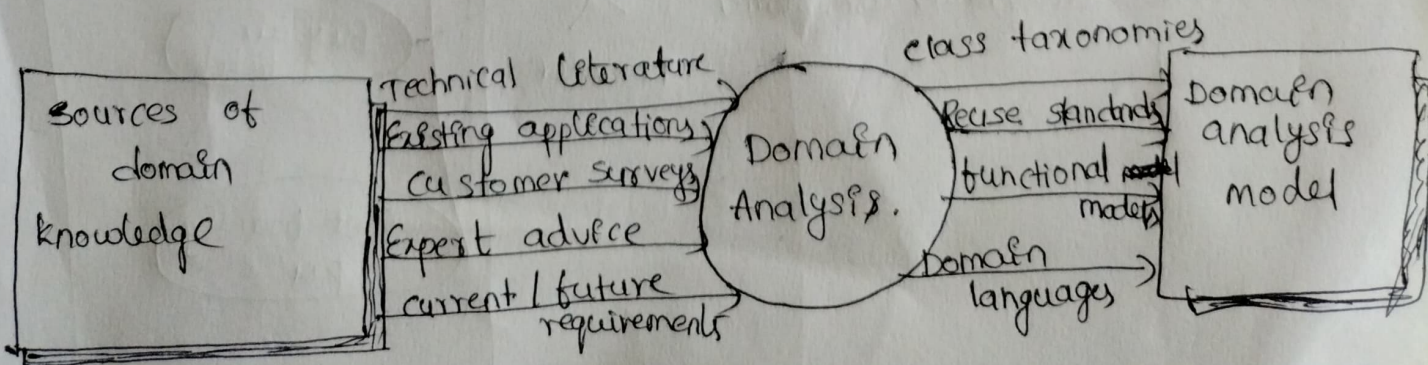 Sources of
domain
knowledge
Technical leterature
Existing applications
customer surveys
Expert advice
current / future
requirements
Domain
Analysis.
class taxonomies
Reuse standards
functional
models
Domain
languages
Domain
analysis
model